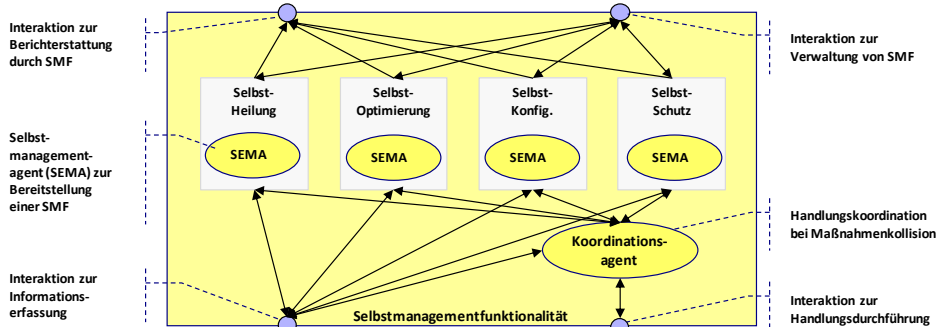 Interaktion zur
Berichterstattung
durch SMF
Interaktion zur
Verwaltung von SMF
Selbst-
Heilung
Selbst-
Optimierung
Selbst-
Konfig.
Selbst-
Schutz
SEMA
SEMA
SEMA
SEMA
Selbst-
management-
agent (SEMA) zur
Bereitstellung
einer SMF
Handlungskoordination
bei Maßnahmenkollision
Koordinations-
agent
Interaktion zur
Informations-
erfassung
Selbstmanagementfunktionalität
Interaktion zur
Handlungsdurchführung